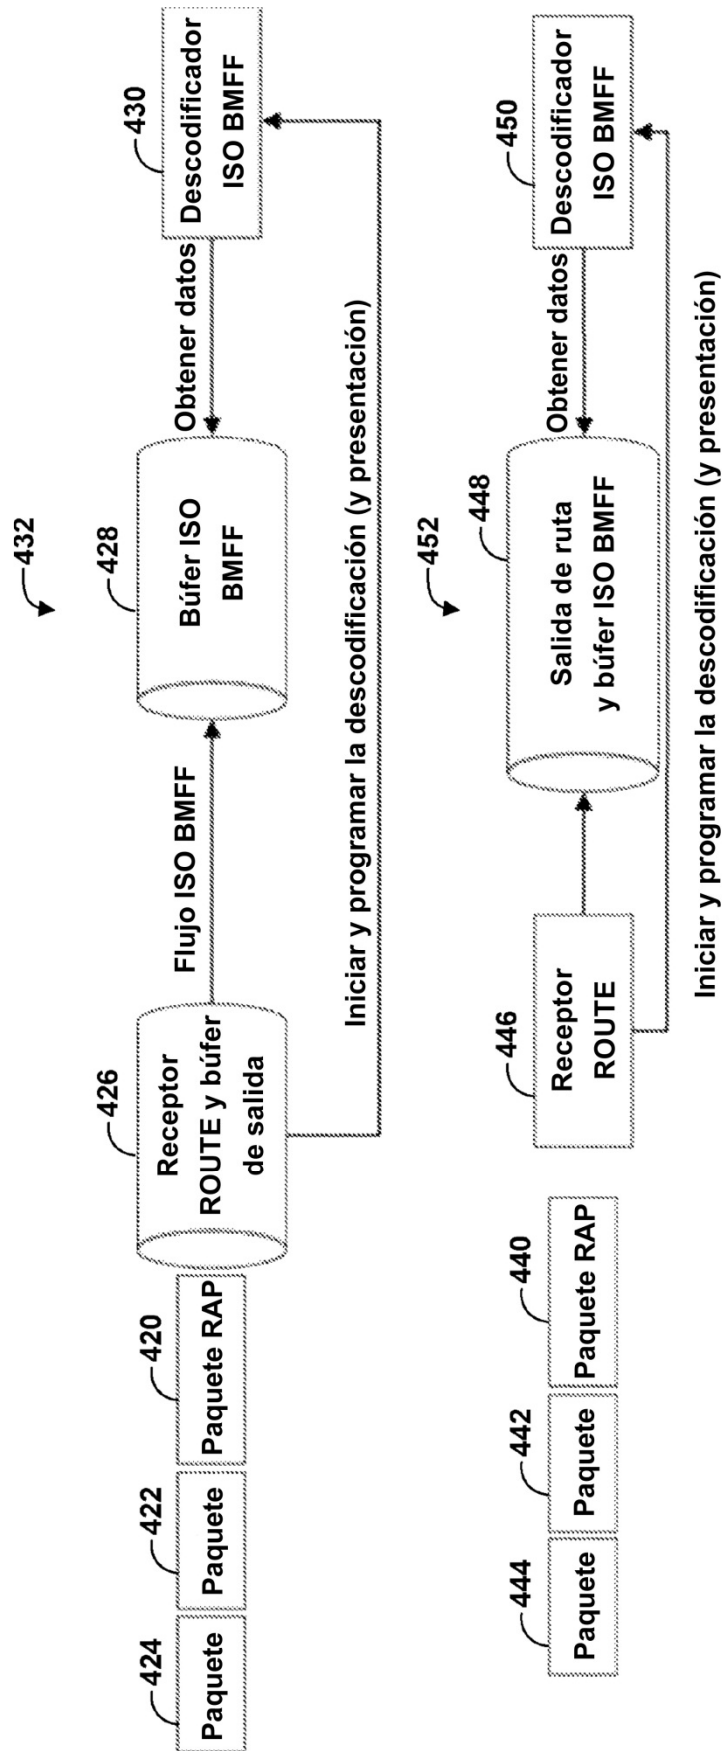 432
424
Paquete
422
Paquete
420
Paquete RAP
426
Receptor
ROUTE y búfer
de salida
Flujo ISO BMFF
428
Búfer ISO
BMFF
Obtener datos
430
Descodificador
ISO BMFF
Iniciar y programar la descodificación (y presentación)
452
444
Paquete
442
Paquete
440
Paquete RAP
446
Receptor
ROUTE
448
Salida de ruta
y búfer ISO BMFF
Obtener datos
450
Descodificador
ISO BMFF
Iniciar y programar la descodificación (y presentación)